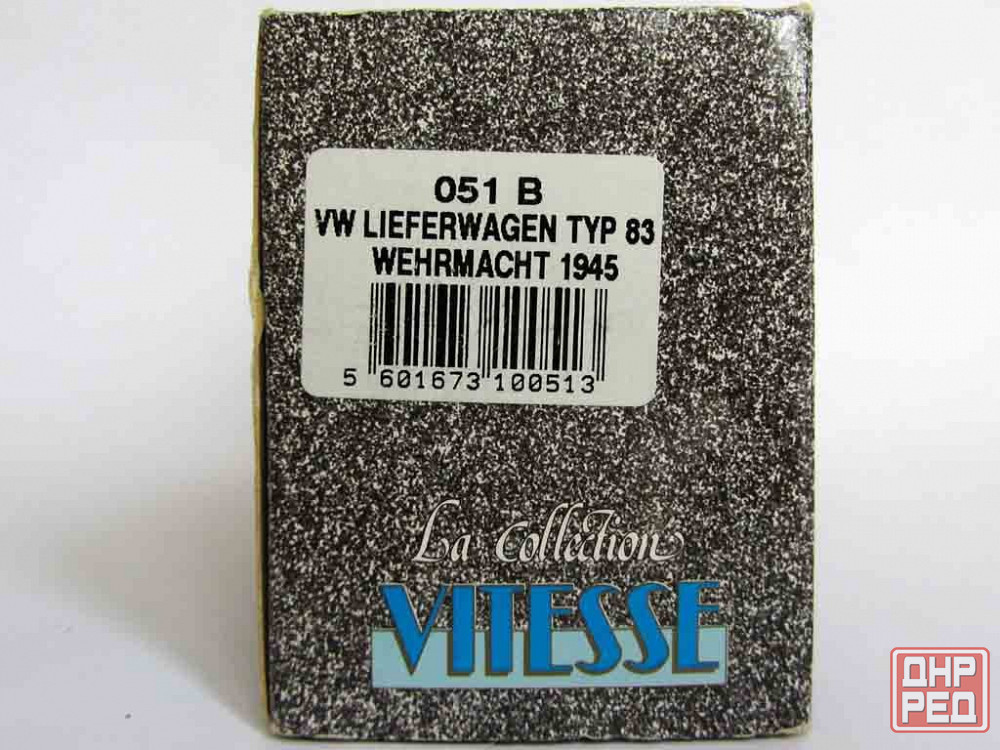 051 B
VW LIEFERWAGEN TYP 83
WEHRMACHT 1945
5 601673 100513
La Collection
VITESSE
ДНР
РЕД